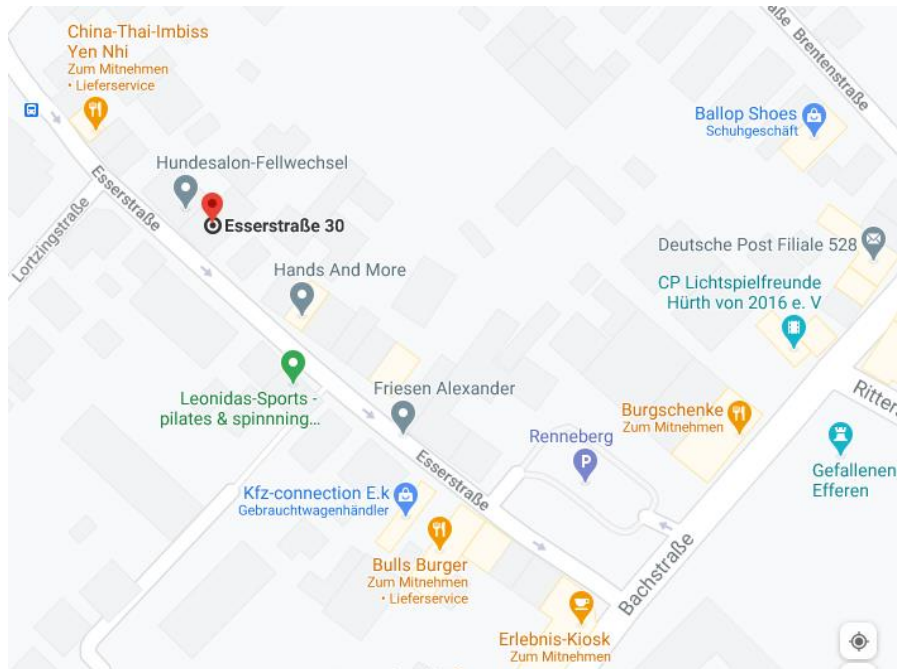 China-Thai-Imbiss
Yen Nhi
Zum Mitnehmen
• Lieferservice
Brentenstraße
Ballop Shoes
Schuhgeschäft
Hundesalon-Fellwechsel
Esserstraße
Lortzingstraße
Esserstraße 30
Deutsche Post Filiale 528
Hands And More
CP Lichtspielfreunde
Hürth von 2016 e. V
Leonidas-Sports -
pilates & spinnning...
Friesen Alexander
Burgschenke
Zum Mitnehmen
Ritters
Renneberg
P
Gefallenen
Efferen
Esserstraße
Kfz-connection E.k
Gebrauchtwagenhändler
Bulls Burger
Zum Mitnehmen
• Lieferservice
Bachstraße
Erlebnis-Kiosk
Zum Mitnehmen